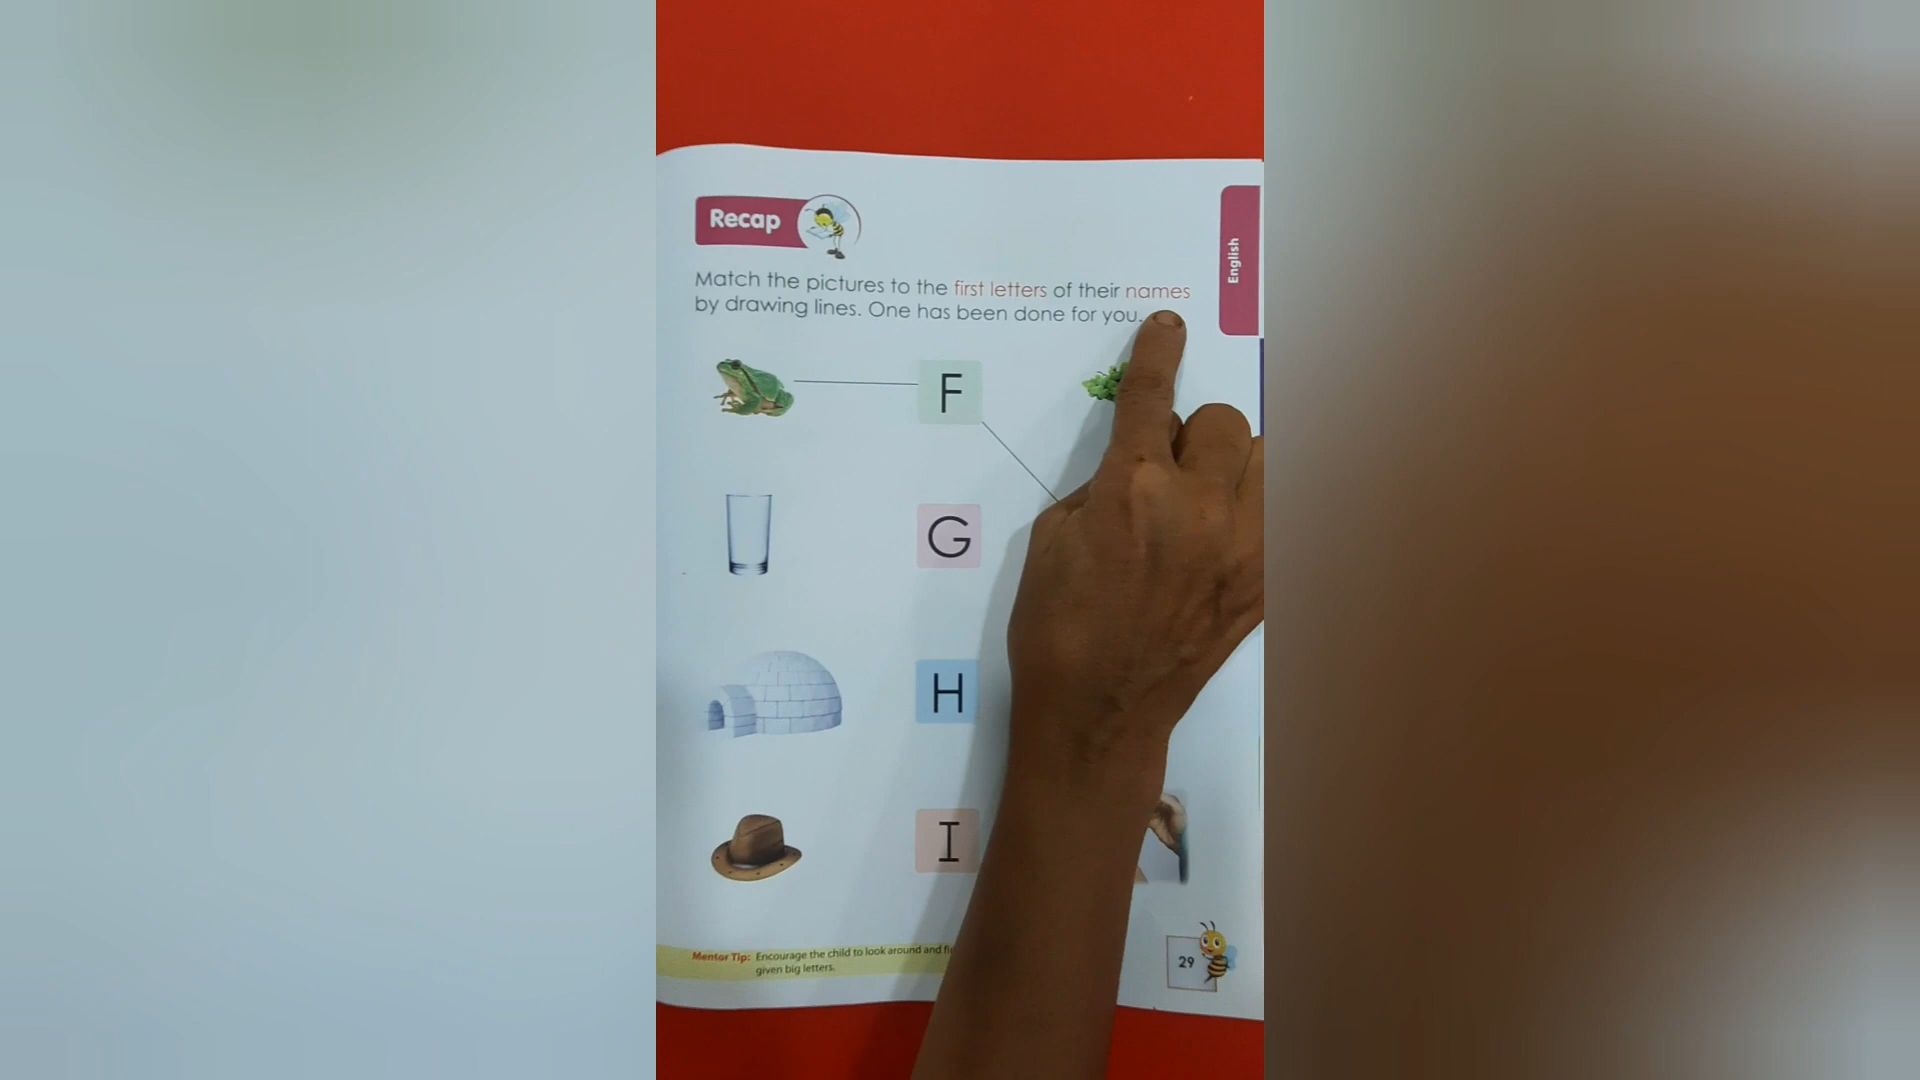 Recap
English
Match the pictures to the first letters of their names
by drawing lines. One has been done for you.
F
G
H
I
Mentor Tip: Encourage the child to look around and
given big letters.
29